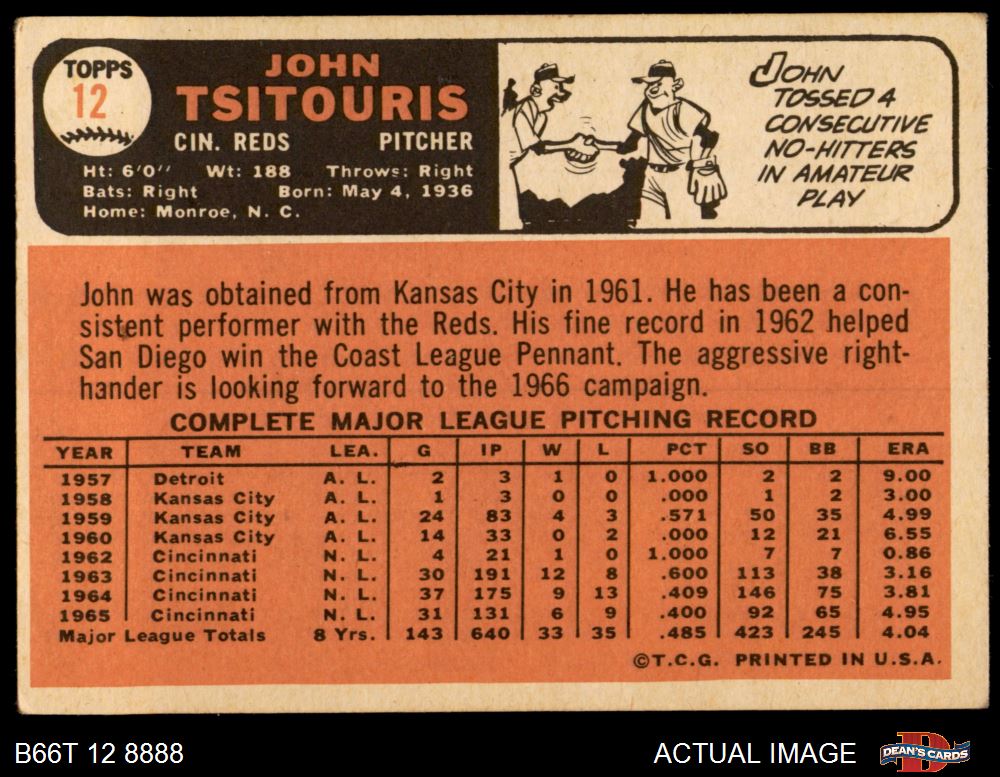 TOPPS
12
JOHN
TSITOURIS
CIN. REDS PITCHER
Ht: 6'0" Wt: 188 Throws: Right
Bats: Right Born: May 4, 1936
Home: Monroe, N. C.
JOHN
TOSSED 4
CONSECUTIVE
NO-HITTERS
IN AMATEUR
PLAY
John was obtained from Kansas City in 1961. He has been a con-
sistent performer with the Reds. His fine record in 1962 helped
San Diego win the Coast League Pennant. The aggressive right-
hander is looking forward to the 1966 campaign.
COMPLETE MAJOR LEAGUE PITCHING RECORD
YEAR TEAM LEA. G IP W L PCT SO BB ERA
1957 Detroit A. L. 2 3 1 0 1.000 2 2 9.00
1958 Kansas City A. L. 1 3 0 0 .000 1 2 3.00
1959 Kansas City A. L. 24 83 4 3 .571 50 35 4.99
1960 Kansas City A. L. 14 33 0 2 .000 12 21 6.55
1962 Cincinnati N. L. 4 21 1 0 1.000 7 7 0.86
1963 Cincinnati N. L. 30 191 12 8 .600 113 38 3.16
1964 Cincinnati N. L. 37 175 9 13 .409 146 75 3.81
1965 Cincinnati N. L. 31 131 6 9 .400 92 65 4.95
Major League Totals 8 Yrs. 143 640 33 35 .485 423 245 4.04
©T.C.G. PRINTED IN U.S.A.
B66T 12 8888
ACTUAL IMAGE
DEAN'S CARDS